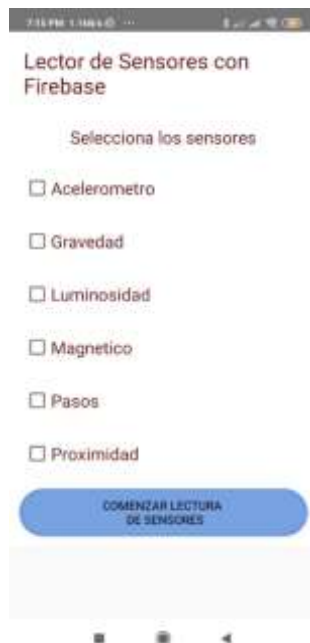 Lector de Sensores con
Firebase
Selecciona los sensores
Acelerometro
Gravedad
Luminosidad
Magnetico
Pasos
Proximidad
COMENZAR LECTURA
DE SENSORES